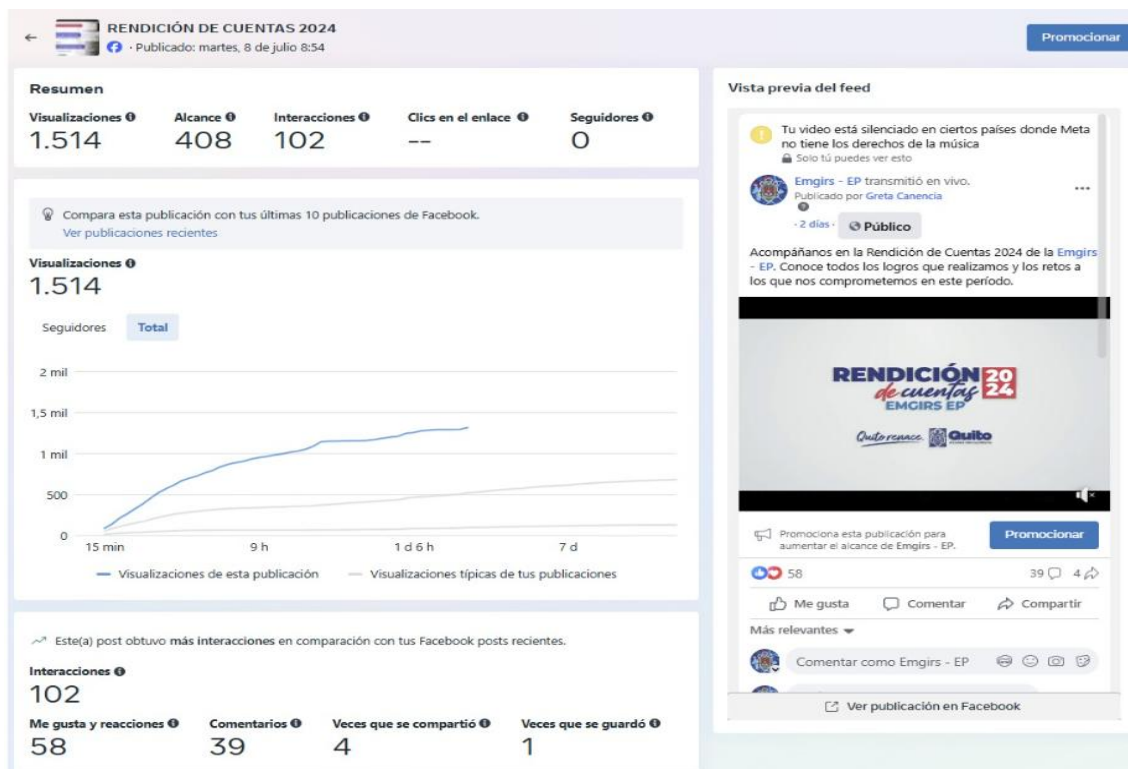 RENDICIÓN DE CUENTAS 2024
· Publicado: martes, 8 de julio 8:54
Promocionar
Resumen
Visualizaciones Alcance Interacciones Clics en el enlace Seguidores
1.514 408 102 -- 0
Compara esta publicación con tus últimas 10 publicaciones de Facebook.
Ver publicaciones recientes
Visualizaciones
1.514
Seguidores Total
2 mil
1,5 mil
1 mil
500
0
15 min 9 h 1 d 6 h 7 d
Visualizaciones de esta publicación Visualizaciones típicas de tus publicaciones
Este(a) post obtuvo más interacciones en comparación con tus Facebook posts recientes.
Interacciones
102
Me gusta y reacciones Comentarios Veces que se compartió Veces que se guardó
58 39 4 1
Vista previa del feed
Tu video está silenciado en ciertos países donde Meta
no tiene los derechos de la música
Solo tú puedes ver esto
Emgirs - EP transmitió en vivo.
Publicado por Greta Canencia
· 2 días · Público
Acompáñanos en la Rendición de Cuentas 2024 de la Emgirs
- EP. Conoce todos los logros que realizamos y los retos a
los que nos comprometemos en este período.
RENDICIÓN 20
de cuentas 24
EMGIRS EP
Quito renace. Quito
Promociona esta publicación para
aumentar el alcance de Emgirs - EP.
Promocionar
58 39 4
Me gusta Comentar Compartir
Más relevantes
Comentar como Emgirs - EP
Ver publicación en Facebook